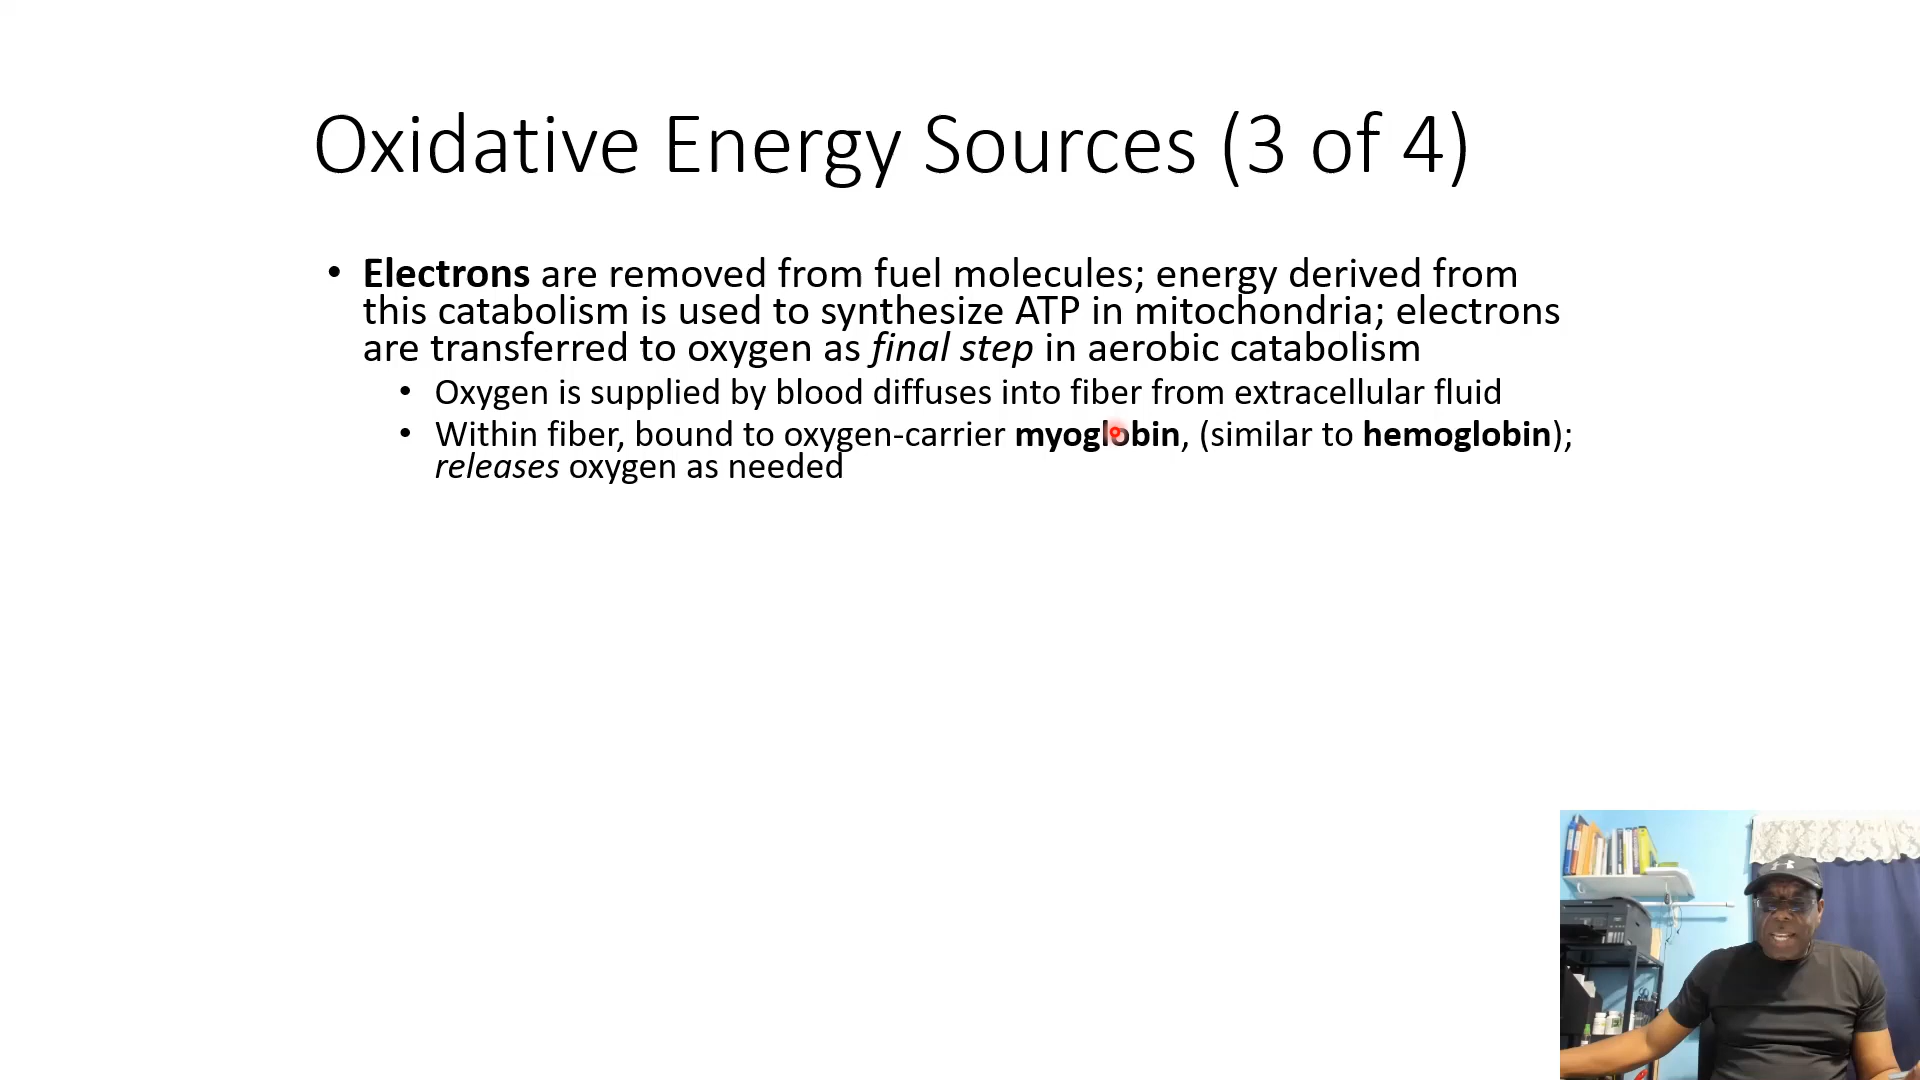 Oxidative Energy Sources (3 of 4)
• Electrons are removed from fuel molecules; energy derived from
this catabolism is used to synthesize ATP in mitochondria; electrons
are transferred to oxygen as final step in aerobic catabolism
• Oxygen is supplied by blood diffuses into fiber from extracellular fluid
• Within fiber, bound to oxygen-carrier myoglobin, (similar to hemoglobin);
releases oxygen as needed